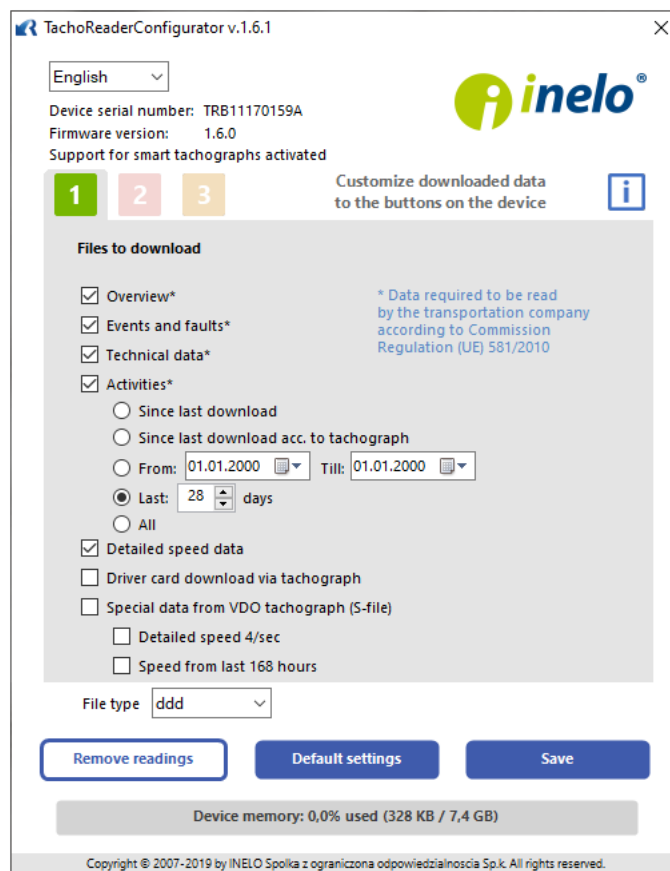 TachoReaderConfigurator v.1.6.1
English
inelo®
Device serial number: TRB11170159A
Firmware version: 1.6.0
Support for smart tachographs activated
1 2 3
Customize downloaded data
to the buttons on the device
i
Files to download
Overview*
Events and faults*
Technical data*
Activities*
* Data required to be read
by the transportation company
according to Commission
Regulation (UE) 581/2010
Since last download
Since last download acc. to tachograph
From: 01.01.2000 Till: 01.01.2000
Last: 28 days
All
Detailed speed data
Driver card download via tachograph
Special data from VDO tachograph (S-file)
Detailed speed 4/sec
Speed from last 168 hours
File type ddd
Remove readings Default settings Save
Device memory: 0,0% used (328 KB / 7,4 GB)
Copyright © 2007-2019 by INELO Spolka z ograniczona odpowiedzialnoscia Sp.k. All rights reserved.